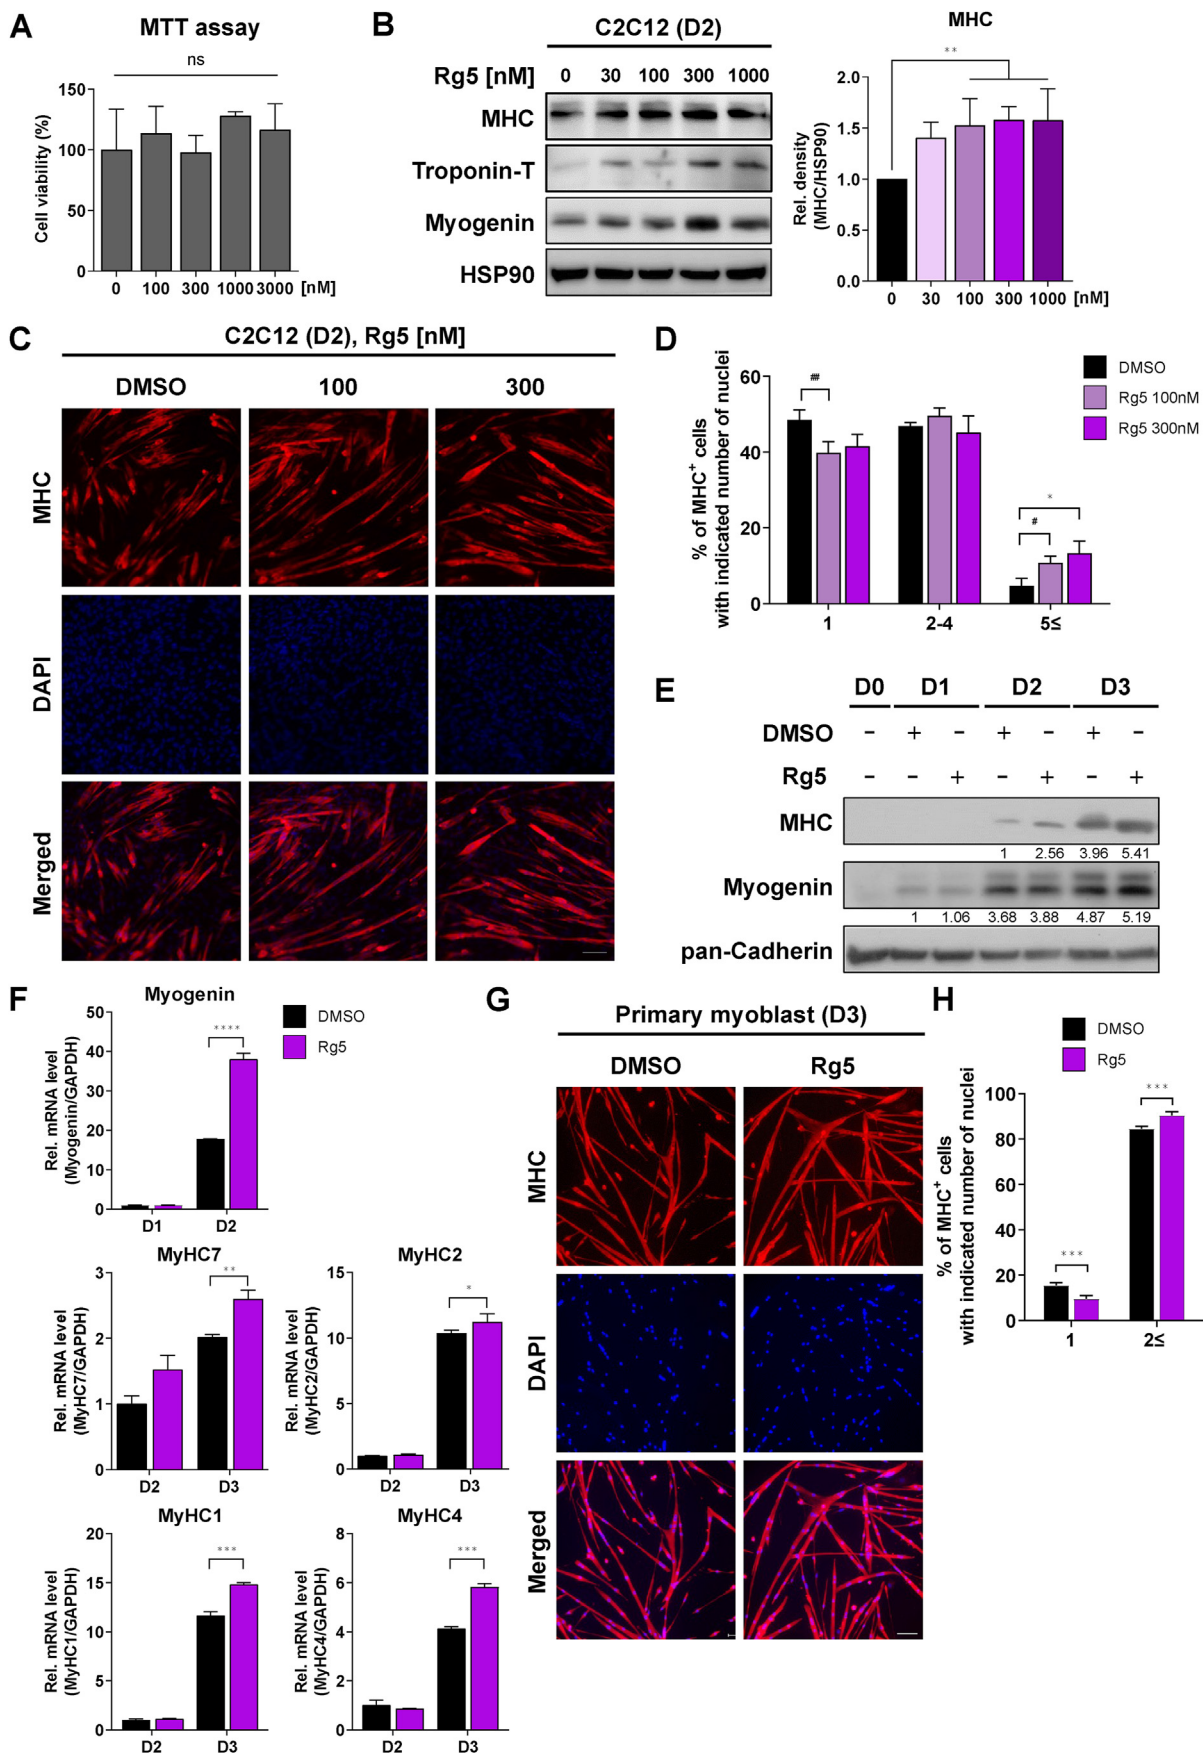 A
MTT assay
ns
Cell viability (%)
150
100
50
0
0 100 300 1000 3000 [nM]
B
C2C12 (D2)
Rg5 [nM] 0 30 100 300 1000
MHC
Troponin-T
Myogenin
HSP90
MHC
**
Rel. density
(MHC/HSP90)
2.0
1.5
1.0
0.5
0.0
0 30 100 300 1000 [nM]
C
C2C12 (D2), Rg5 [nM]
DMSO 100 300
MHC
DAPI
Merged
D
DMSO
Rg5 100nM
Rg5 300nM
% of MHC+ cells
with indicated number of nuclei
60
40
20
0
##
#
*
1 2-4 5≤
E
D0 D1 D2 D3
DMSO - + - + - + -
Rg5 - - + - + - +
MHC
1 2.56 3.96 5.41
Myogenin
1 1.06 3.68 3.88 4.87 5.19
pan-Cadherin
F
Myogenin
DMSO
Rg5
Rel. mRNA level
(Myogenin/GAPDH)
50
40
30
20
10
0
****
D1 D2
MyHC7
Rel. mRNA level
(MyHC7/GAPDH)
3
2
1
0
**
D2 D3
MyHC2
Rel. mRNA level
(MyHC2/GAPDH)
15
10
5
0
*
D2 D3
MyHC1
Rel. mRNA level
(MyHC1/GAPDH)
20
15
10
5
0
***
D2 D3
MyHC4
Rel. mRNA level
(MyHC4/GAPDH)
8
6
4
2
0
***
D2 D3
G
Primary myoblast (D3)
DMSO Rg5
MHC
DAPI
Merged
H
DMSO
Rg5
% of MHC+ cells
with indicated number of nuclei
100
80
60
40
20
0
***
***
1 2≤